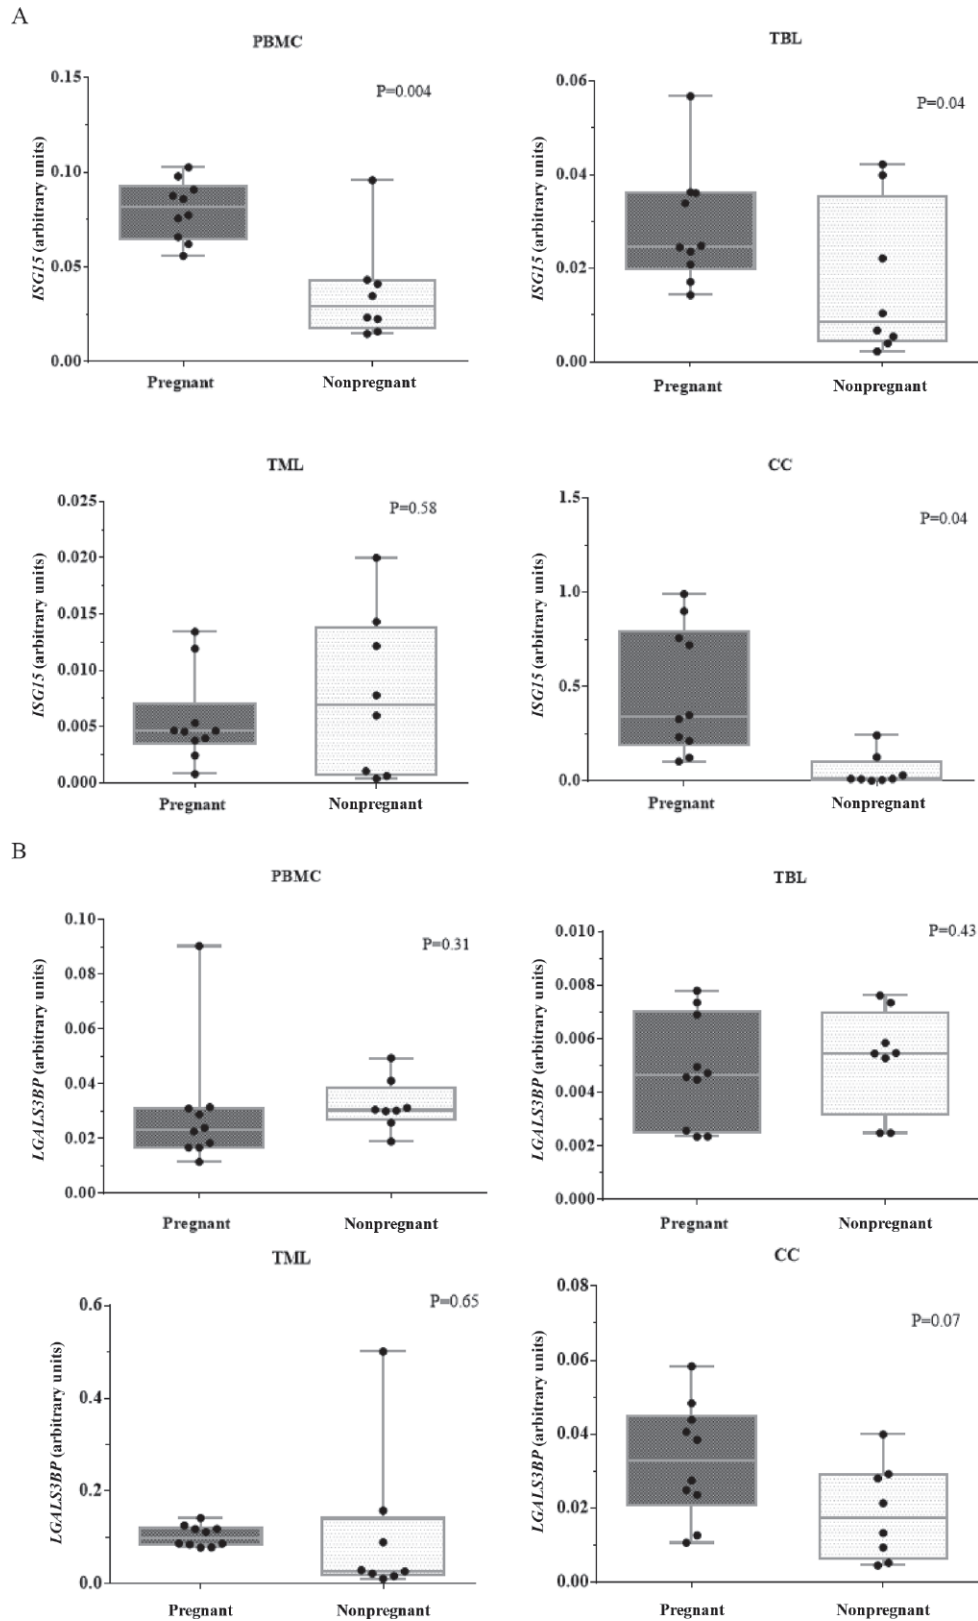 A
PBMC
P=0.004
ISG15 (arbitrary units)
0.15
0.10
0.05
0.00
Pregnant
Nonpregnant
TBL
P=0.04
ISG15 (arbitrary units)
0.06
0.04
0.02
0.00
Pregnant
Nonpregnant
TML
P=0.58
ISG15 (arbitrary units)
0.025
0.020
0.015
0.010
0.005
0.000
Pregnant
Nonpregnant
CC
P=0.04
ISG15 (arbitrary units)
1.5
1.0
0.5
0.0
Pregnant
Nonpregnant
B
PBMC
P=0.31
LGALS3BP (arbitrary units)
0.10
0.08
0.06
0.04
0.02
0.00
Pregnant
Nonpregnant
TBL
P=0.43
LGALS3BP (arbitrary units)
0.010
0.008
0.006
0.004
0.002
0.000
Pregnant
Nonpregnant
TML
P=0.65
LGALS3BP (arbitrary units)
0.6
0.4
0.2
0.0
Pregnant
Nonpregnant
CC
P=0.07
LGALS3BP (arbitrary units)
0.08
0.06
0.04
0.02
0.00
Pregnant
Nonpregnant